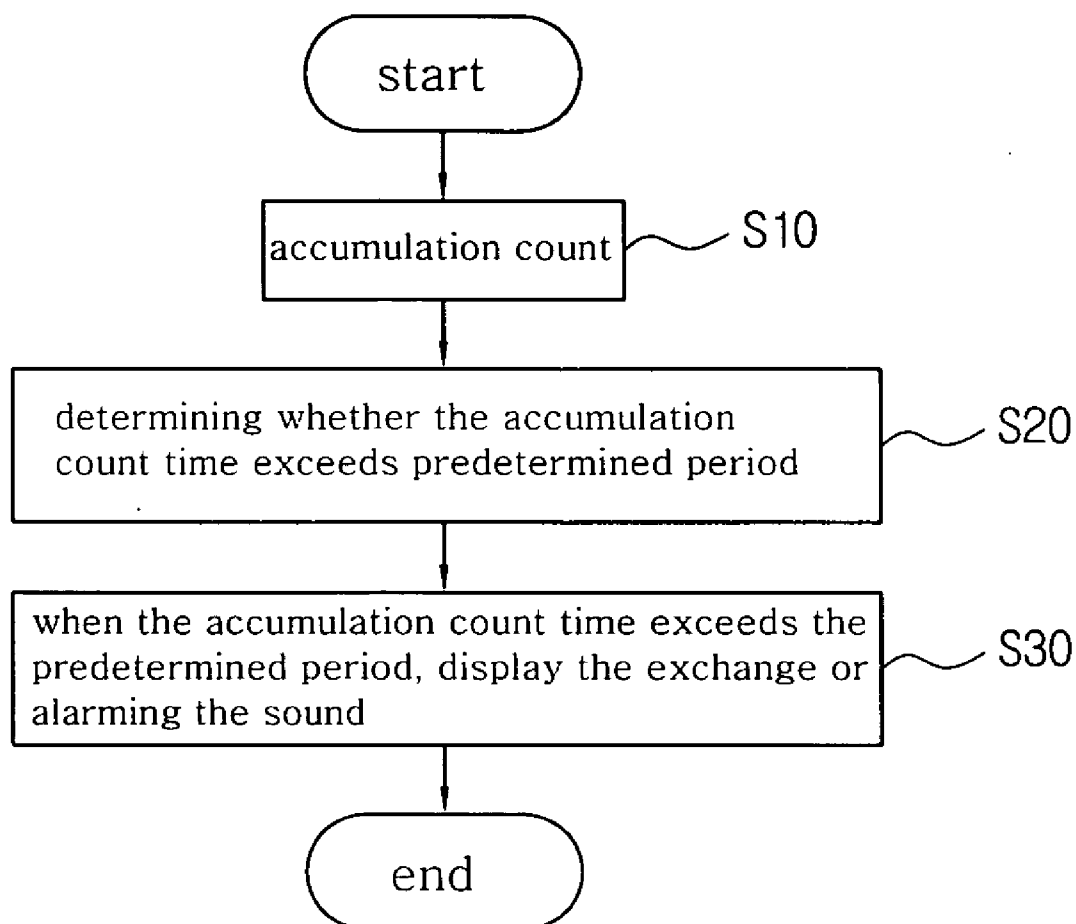 start
accumulation count
S10
determining whether the accumulation
count time exceeds predetermined period
S20
when the accumulation count time exceeds the
predetermined period, display the exchange or
alarming the sound
S30
end